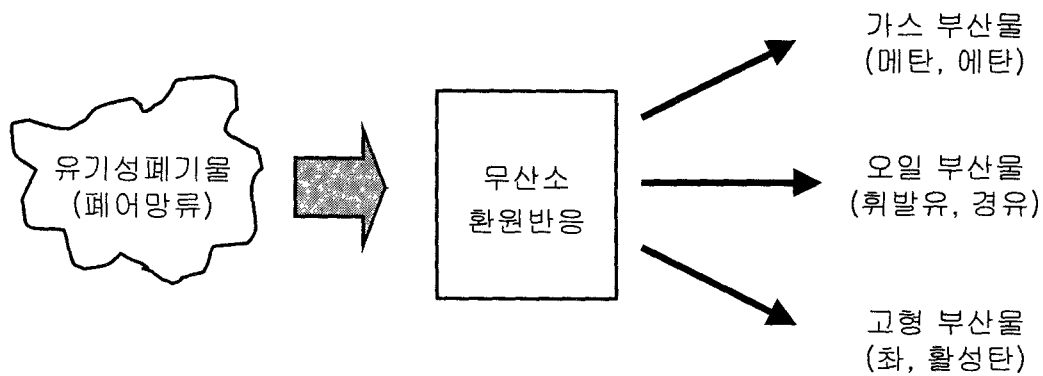 유기성폐기물
(폐어망류)
무산소
환원반응
가스 부산물
(메탄, 에탄)
오일 부산물
(휘발유, 경유)
고형 부산물
(촤, 활성탄)